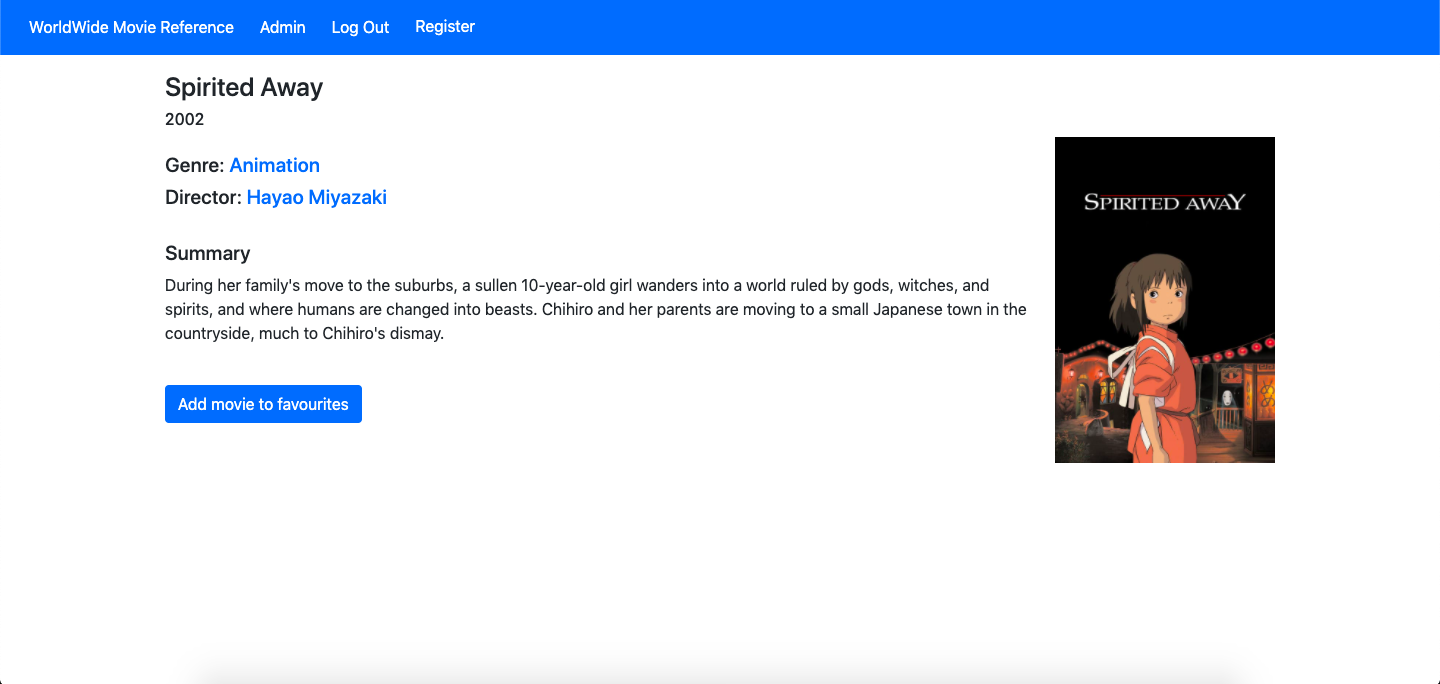 WorldWide Movie Reference Admin Log Out Register
Spirited Away
2002
Genre: Animation
Director: Hayao Miyazaki
Summary
During her family's move to the suburbs, a sullen 10-year-old girl wanders into a world ruled by gods, witches, and
spirits, and where humans are changed into beasts. Chihiro and her parents are moving to a small Japanese town in the
countryside, much to Chihiro's dismay.
Add movie to favourites
SPIRITED AWAY